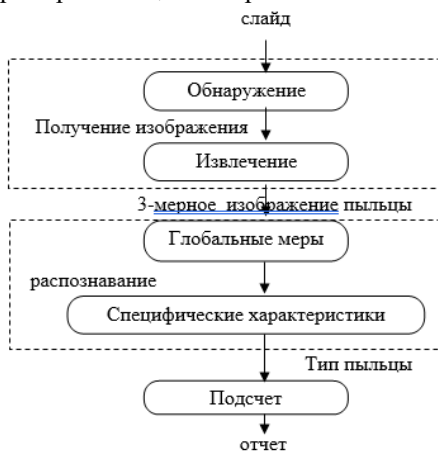 слайд
Обнаружение
Получение изображения
Извлечение
3-мерное изображение пыльцы
Глобальные меры
распознавание
Специфические характеристики
Тип пыльцы
Подсчет
отчет